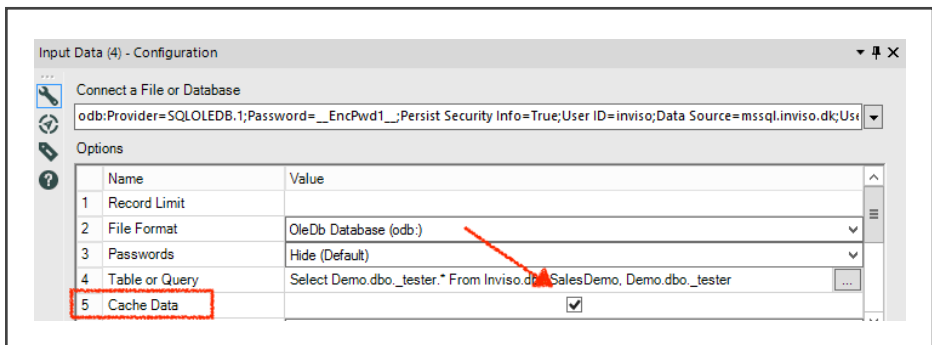 Input Data (4) - Configuration
Connect a File or Database
odb:Provider=SQLOLEDB.1;Password=__EncPwd1__;Persist Security Info=True;User ID=inviso;Data Source=mssql.inviso.dk;Use
Options
Name Value
1 Record Limit
2 File Format OleDb Database (odb:)
3 Passwords Hide (Default)
4 Table or Query Select Demo.dbo._tester.* From Inviso.db SalesDemo, Demo.dbo._tester ...
5 Cache Data